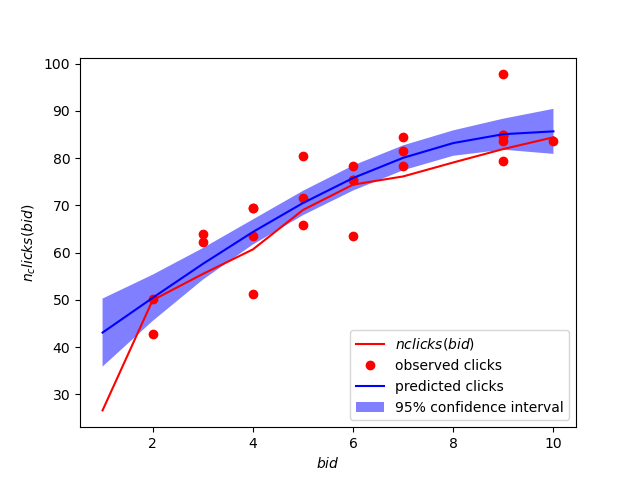 100
90
80
70
60
50
40
30
n_clicks(bid)
2
4
6
8
10
bid
nclicks(bid)
observed clicks
predicted clicks
95% confidence interval